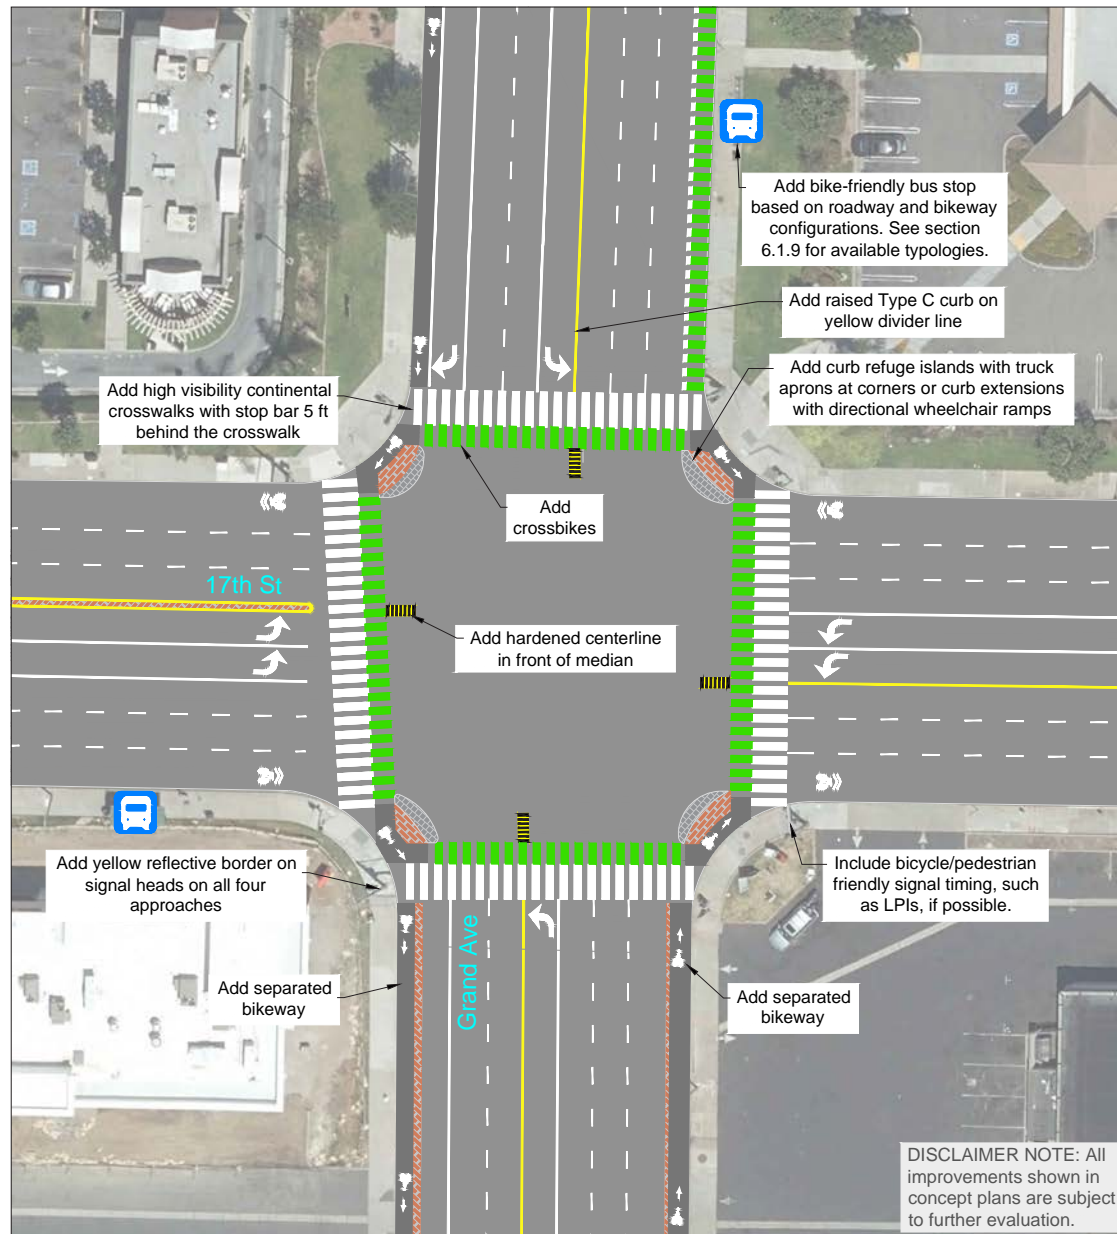 Add bike-friendly bus stop
based on roadway and bikeway
configurations. See section
6.1.9 for available typologies.
Add raised Type C curb on
yellow divider line
Add high visibility continental
crosswalks with stop bar 5 ft
behind the crosswalk
Add curb refuge islands with truck
aprons at corners or curb extensions
with directional wheelchair ramps
Add
crossbikes
17th St
Add hardened centerline
in front of median
Add yellow reflective border on
signal heads on all four
approaches
Include bicycle/pedestrian
friendly signal timing, such
as LPIs, if possible.
Grand Ave
Add separated
bikeway
Add separated
bikeway
DISCLAIMER NOTE: All
improvements shown in
concept plans are subject
to further evaluation.